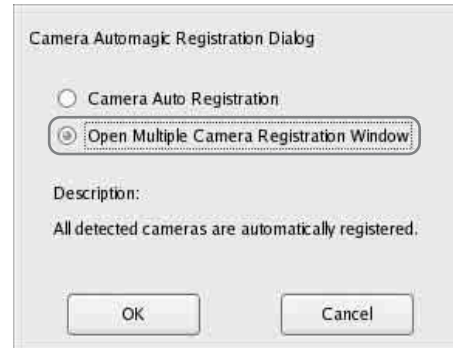 Camera Automagic Registration Dialog
Camera Auto Registration
Open Multiple Camera Registration Window
Description:
All detected cameras are automatically registered.
OK
Cancel